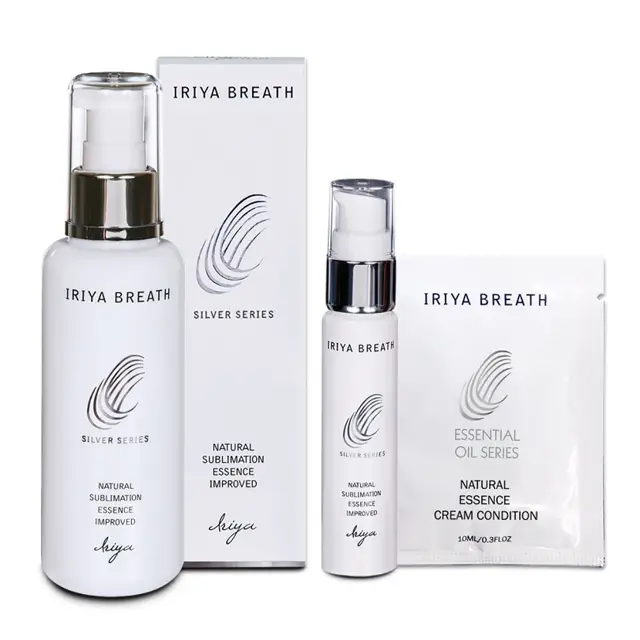 IRIYA BREATH
SILVER SERIES
NATURAL
SUBLIMATION
ESSENCE
IMPROVED
Iriya
IRIYA BREATH
SILVER SERIES
NATURAL
SUBLIMATION
ESSENCE
IMPROVED
Iriya
IRIYA BREATH
SILVER SERIES
NATURAL
SUBLIMATION
ESSENCE
IMPROVED
Iriya
IRIYA BREATH
ESSENTIAL
OIL SERIES
NATURAL
ESSENCE
CREAM CONDITION
10ML/0.3FLOZ